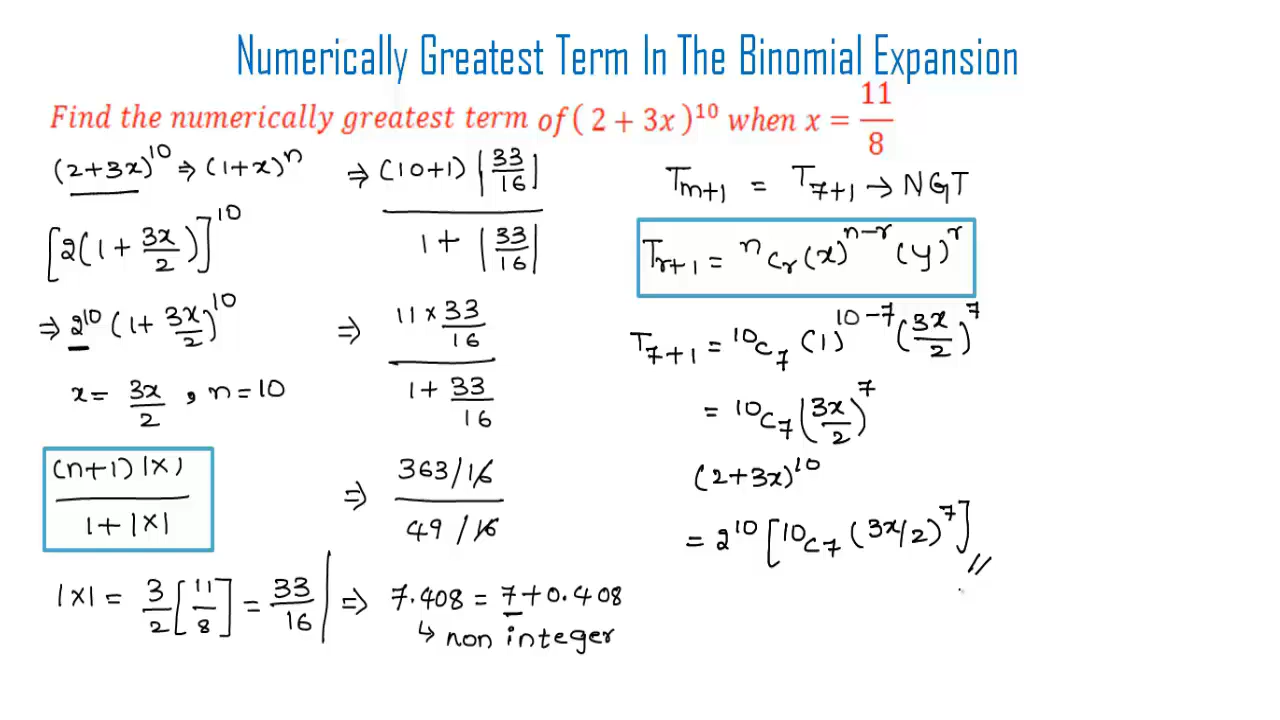 Numerically Greatest Term In The Binomial Expansion
Find the numerically greatest term of ( 2 + 3x )^10 when x = 11/8
(2+3x)^10 ⇒ (1+x)^n
[2(1 + 3x/2)]^10
⇒ 2^10 (1 + 3x/2)^10
x = 3x/2 , n = 10
(n+1) |x| / 1 + |x|
|x| = 3/2 [11/8] = 33/16
⇒ (10+1) |33/16| / 1 + |33/16|
⇒ 11 × 33/16 / 1 + 33/16
⇒ 363/16 / 49/16
⇒ 7.408 = 7 + 0.408
↳ non integer
T_m+1 = T_7+1 → NGT
T_r+1 = ^nC_r (x)^n-r (y)^r
T_7+1 = ^10C_7 (1)^10-7 (3x/2)^7
= ^10C_7 (3x/2)^7
(2+3x)^10
= 2^10 [^10C_7 (3x/2)^7] //